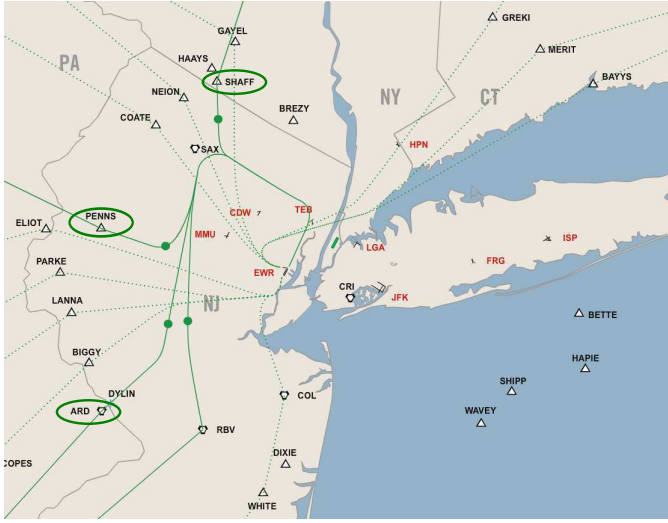 GAYEL
GREKI
HAAYS
MERIT
PA
SHAFF
BAYYS
NEION
NY
CT
COATE
BREZY
SAX
HPN
PENNS
CDW
TEB
ELIOT
MMU
LGA
ISP
PARKE
EWR
FRG
CRI
JFK
LANNA
NJ
BETTE
BIGGY
HAPIE
DYLIN
SHIPP
COL
ARD
WAVEY
RBV
DIXIE
COPES
WHITE